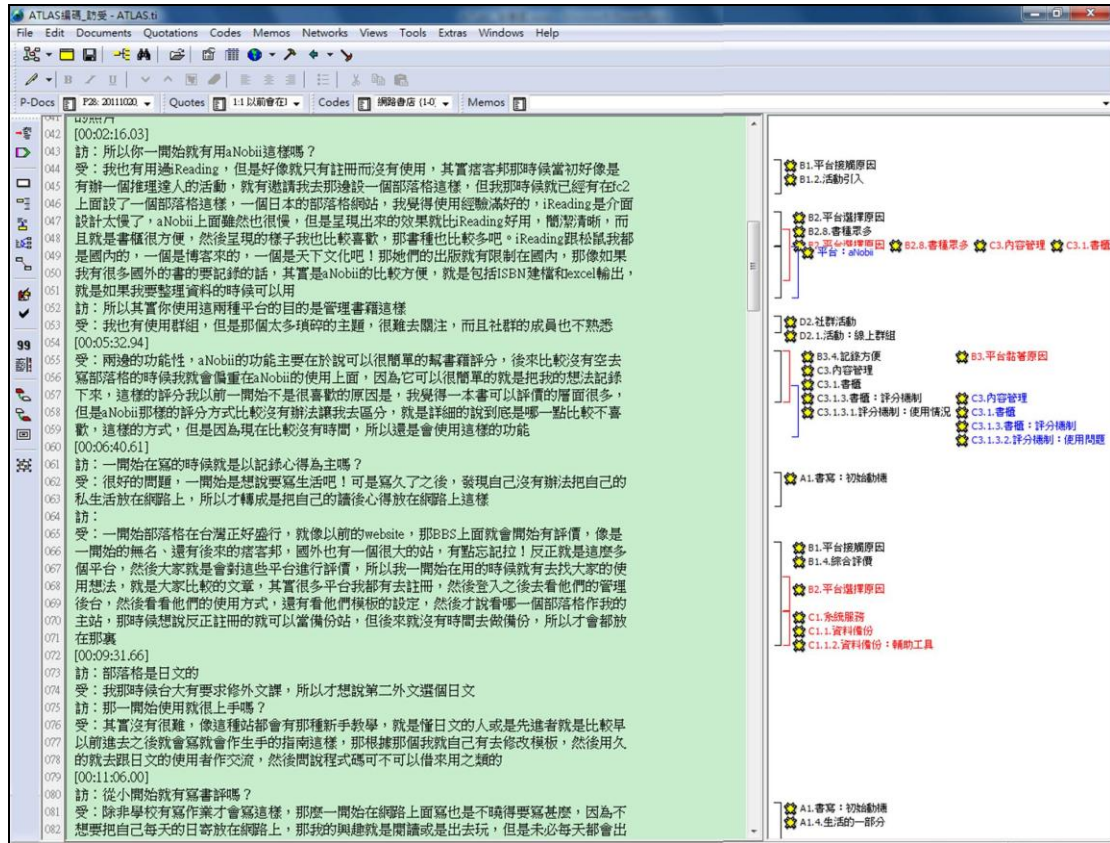 ATLAS編碼_訪受 - ATLAS.ti
File Edit Documents Quotations Codes Memos Networks Views Tools Extras Windows Help
P-Docs P28: 20111020, Quotes 1:1 以前會在] Codes 網路書店 {1-0, Memos
041 的照片
042 [00:02:16.03]
043 訪：所以你一開始就有用aNobii這樣嗎？
044 受：我也有用過iReading，但是好像就只有註冊而沒有使用，其實痞客邦那時候當初好像是
045 有辦一個推理達人的活動，就有邀請我去那邊設一個部落格這樣，但我那時候就已經有在fc2
046 上面設了一個部落格這樣，一個日本的部落格網站，我覺得使用經驗滿好的，iReading是介面
047 設計太慢了，aNobii上面雖然也很慢，但是呈現出來的效果就比iReading好用，簡潔清晰，而
048 且就是書櫃很方便，然後呈現的樣子我也比較喜歡，那書種也比較多吧。iReading跟松鼠我都
049 是國內的，一個是博客來的，一個是天下文化吧！那她們的出版就有限制在國內，那像如果
050 我有很多國外的書的要記錄的話，其實是aNobii的比較方便，就是包括ISBN建檔和excel輸出，
051 就是如果我要整理資料的時候可以用
052 訪：所以其實你使用這兩種平台的目的是管理書籍這樣
053 受：我也有使用群組，但是那個太多瑣碎的主題，很難去關注，而且社群的成員也不熟悉
054 [00:05:32.94]
055 受：兩邊的功能性，aNobii的功能主要在於說可以很簡單的幫書籍評分，後來比較沒有空去
056 寫部落格的時候我就會偏重在aNobii的使用上面，因為它可以很簡單的就是把我的想法記錄
057 下來，這樣的評分我以前一開始不是很喜歡的原因是，我覺得一本書可以評價的層面很多，
058 但是aNobii那樣的評分方式比較沒有辦法讓我去區分，就是詳細的說到底是哪一點比較不喜
059 歡，這樣的方式，但是因為現在比較沒有時間，所以還是會使用這樣的功能
060 [00:06:40.61]
061 訪：一開始在寫的時候就是以記錄心得為主嗎？
062 受：很好的問題，一開始是想說要寫生活吧！可是寫久了之後，發現自己沒有辦法把自己的
063 私生活放在網路上，所以才轉成是把自己的讀後心得放在網路上這樣
064 訪：
065 受：一開始部落格在台灣正好盛行，就像以前的website，那BBS上面就會開始有評價，像是
066 一開始的無名、還有後來的痞客邦，國外也有一個很大的站，有點忘記拉！反正就是這麼多
067 個平台，然後大家就是會對這些平台進行評價，所以我一開始在用的時候就有去找大家的使
068 用想法，就是大家比較的文章，其實很多平台我都有去註冊，然後登入之後去看他們的管理
069 後台，然後看看他們的使用方式，還有看他們模板的設定，然後才說看哪一個部落格作我的
070 主站，那時候想說反正註冊的就可以當備份站，但後來就沒有時間去做備份，所以才會都放
071 在那裏
072 [00:09:31.66]
073 訪：部落格是日文的
074 受：我那時候台大有要求修外文課，所以才想說第二外文選個日文
075 訪：那一開始使用就很上手嗎？
076 受：其實沒有很難，像這種站都會有那種新手教學，就是懂日文的人或是先進者就是比較早
077 以前進去之後就會寫就會作生手的指南這樣，那根據那個我就自己有去修改模板，然後用久
078 的就去跟日文的使用者作交流，然後問說程式碼可不可以借來用之類的
079 [00:11:06.00]
080 訪：從小開始就有寫書評嗎？
081 受：除非學校有寫作業才會寫這樣，那麼一開始在網路上面寫也是不曉得要寫甚麼，因為不
082 想要把自己每天的日寄放在網路上，那我的興趣就是閱讀或是出去玩，但是未必每天都會出
B1.平台接觸原因
B1.2.活動引入
B2.平台選擇原因
B2.8.書種眾多
B2.平台選擇原因 B2.8.書種眾多 C3.內容管理 C3.1.書櫃
平台：aNobii
D2.社群活動
D2.1.活動：線上群組
B3.4.記錄方便 B3.平台黏著原因
C3.內容管理
C3.1.書櫃
C3.1.3.書櫃：評分機制 C3.內容管理
C3.1.3.1.評分機制：使用情況 C3.1.書櫃
C3.1.3.書櫃：評分機制
C3.1.3.2.評分機制：使用問題
A1.書寫：初始動機
B1.平台接觸原因
B1.4.綜合評價
B2.平台選擇原因
C1.系統服務
C1.1.資料備份
C1.1.2.資料備份：輔助工具
A1.書寫：初始動機
A1.4.生活的一部分